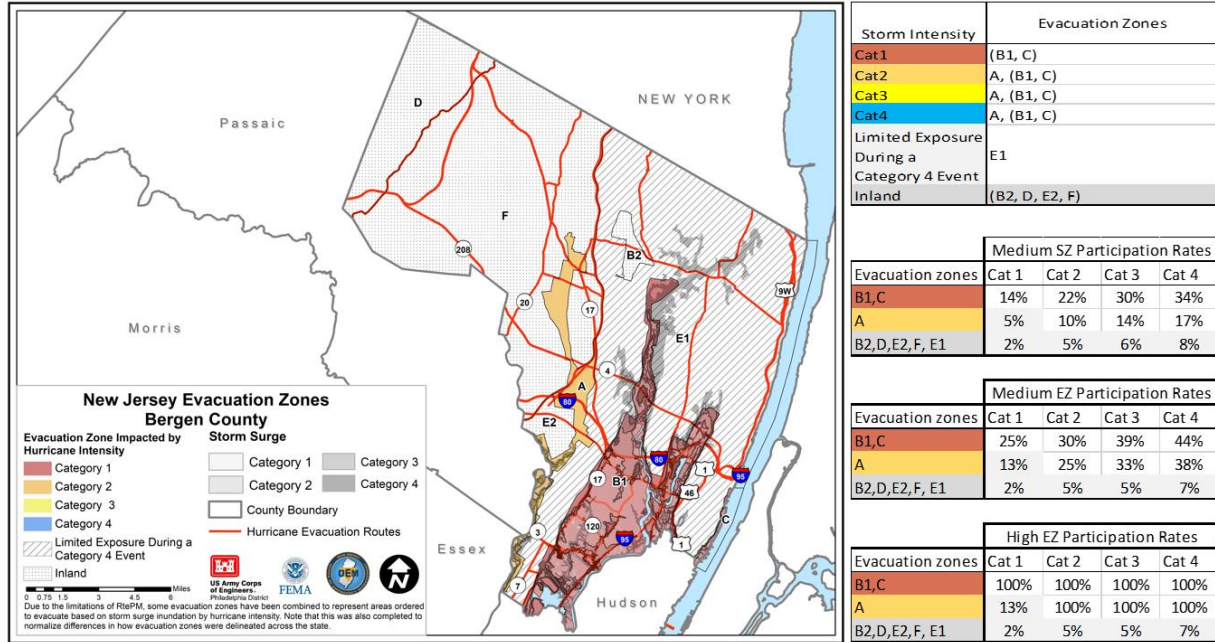 NEW YORK
Passaic
Morris
Essex
Hudson
D
F
B2
208
9W
20
17
E1
4
A
80
E2
80
1
95
17
B1
46
C
120
3
95
1
7
New Jersey Evacuation Zones
Bergen County
Evacuation Zone Impacted by
Hurricane Intensity
Category 1
Category 2
Category 3
Category 4
Limited Exposure During a
Category 4 Event
Inland
Storm Surge
Category 1
Category 3
Category 2
Category 4
County Boundary
Hurricane Evacuation Routes
Miles
0 0.75 1.5 3 4.5 6
US Army Corps
of Engineers
Philadelphia District
FEMA
DEM
N
Due to the limitations of RtePM, some evacuation zones have been combined to represent areas ordered
to evacuate based on storm surge inundation by hurricane intensity. Note that this was also completed to
normalize differences in how evacuation zones were delineated across the state.
Storm Intensity Evacuation Zones
Cat1 (B1, C)
Cat2 A, (B1, C)
Cat3 A, (B1, C)
Cat4 A, (B1, C)
Limited Exposure
During a
Category 4 Event
E1
Inland (B2, D, E2, F)
Medium SZ Participation Rates
Evacuation zones Cat 1 Cat 2 Cat 3 Cat 4
B1,C 14% 22% 30% 34%
A 5% 10% 14% 17%
B2,D,E2,F, E1 2% 5% 6% 8%
Medium EZ Participation Rates
Evacuation zones Cat 1 Cat 2 Cat 3 Cat 4
B1,C 25% 30% 39% 44%
A 13% 25% 33% 38%
B2,D,E2,F, E1 2% 5% 5% 7%
High EZ Participation Rates
Evacuation zones Cat 1 Cat 2 Cat 3 Cat 4
B1,C 100% 100% 100% 100%
A 13% 100% 100% 100%
B2,D,E2,F, E1 2% 5% 5% 7%